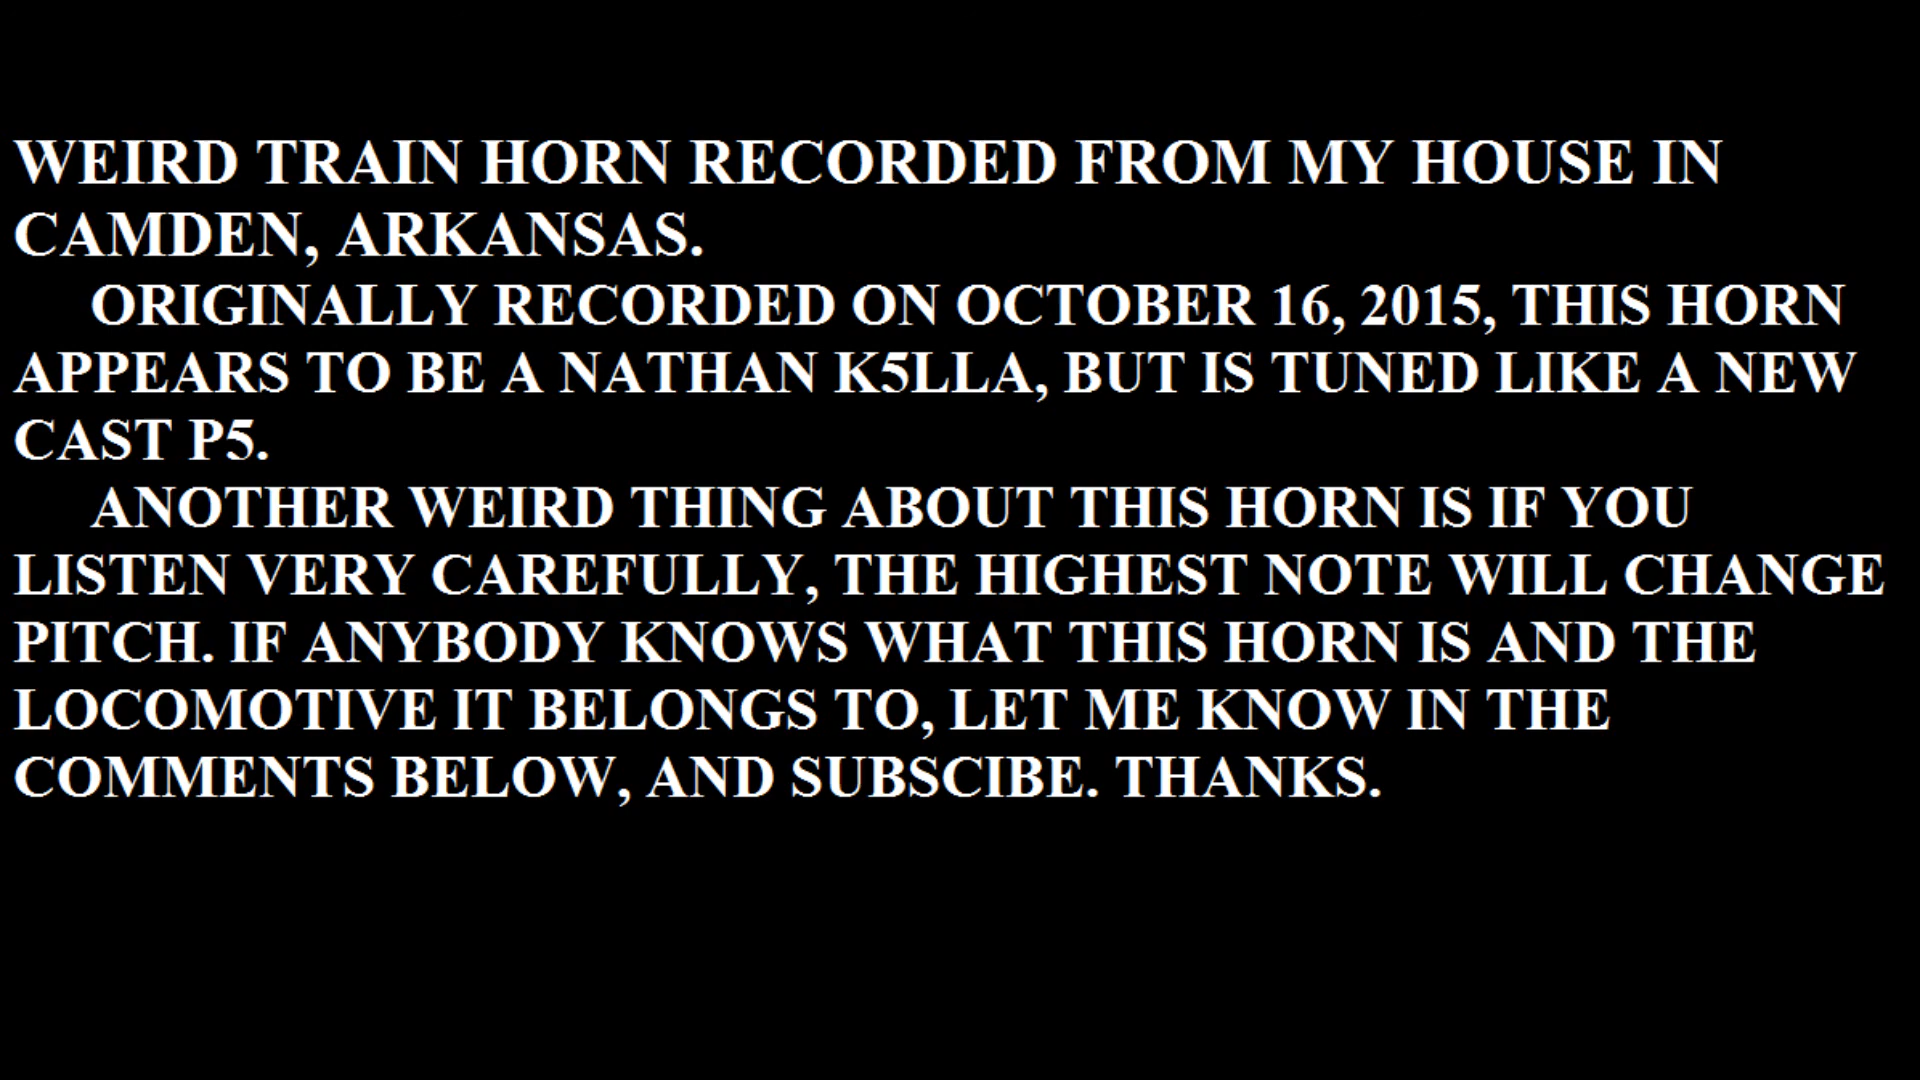 WEIRD TRAIN HORN RECORDED FROM MY HOUSE IN
CAMDEN, ARKANSAS.
ORIGINALLY RECORDED ON OCTOBER 16, 2015, THIS HORN
APPEARS TO BE A NATHAN K5LLA, BUT IS TUNED LIKE A NEW
CAST P5.
ANOTHER WEIRD THING ABOUT THIS HORN IS IF YOU
LISTEN VERY CAREFULLY, THE HIGHEST NOTE WILL CHANGE
PITCH. IF ANYBODY KNOWS WHAT THIS HORN IS AND THE
LOCOMOTIVE IT BELONGS TO, LET ME KNOW IN THE
COMMENTS BELOW, AND SUBSCIBE. THANKS.